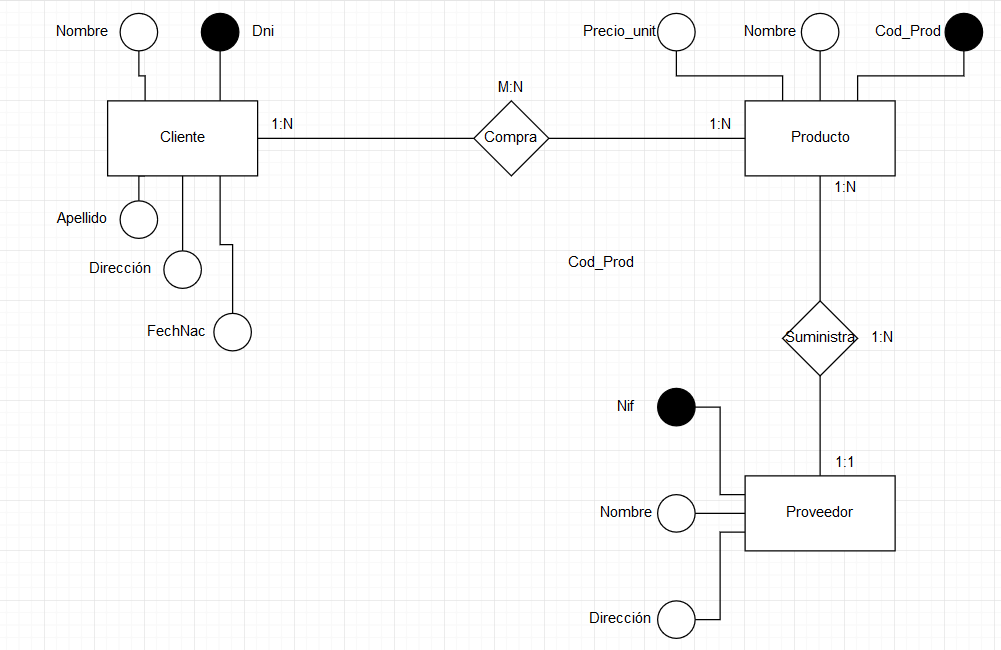 Nombre
Dni
Precio_unit
Nombre
Cod_Prod
M:N
1:N
1:N
Cliente
Compra
Producto
1:N
Apellido
Dirección
Cod_Prod
FechNac
Suministra
1:N
Nif
1:1
Nombre
Proveedor
Dirección